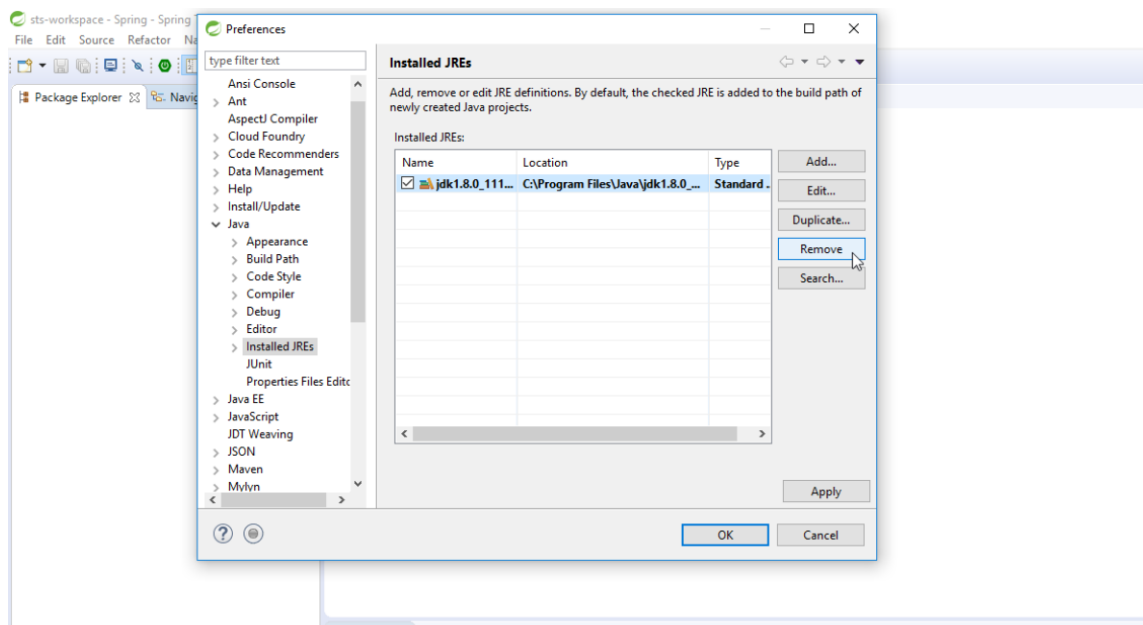 sts-workspace - Spring - Spring
File Edit Source Refactor Na
Package Explorer Navig
Preferences
type filter text
Ansi Console
Ant
AspectJ Compiler
Cloud Foundry
Code Recommenders
Data Management
Help
Install/Update
Java
Appearance
Build Path
Code Style
Compiler
Debug
Editor
Installed JREs
JUnit
Properties Files Edito
Java EE
JavaScript
JDT Weaving
JSON
Maven
Mylyn
Installed JREs
Add, remove or edit JRE definitions. By default, the checked JRE is added to the build path of
newly created Java projects.
Installed JREs:
Name Location Type
jdk1.8.0_111... C:\Program Files\Java\jdk1.8.0_... Standard .
Add...
Edit...
Duplicate...
Remove
Search...
Apply
OK Cancel